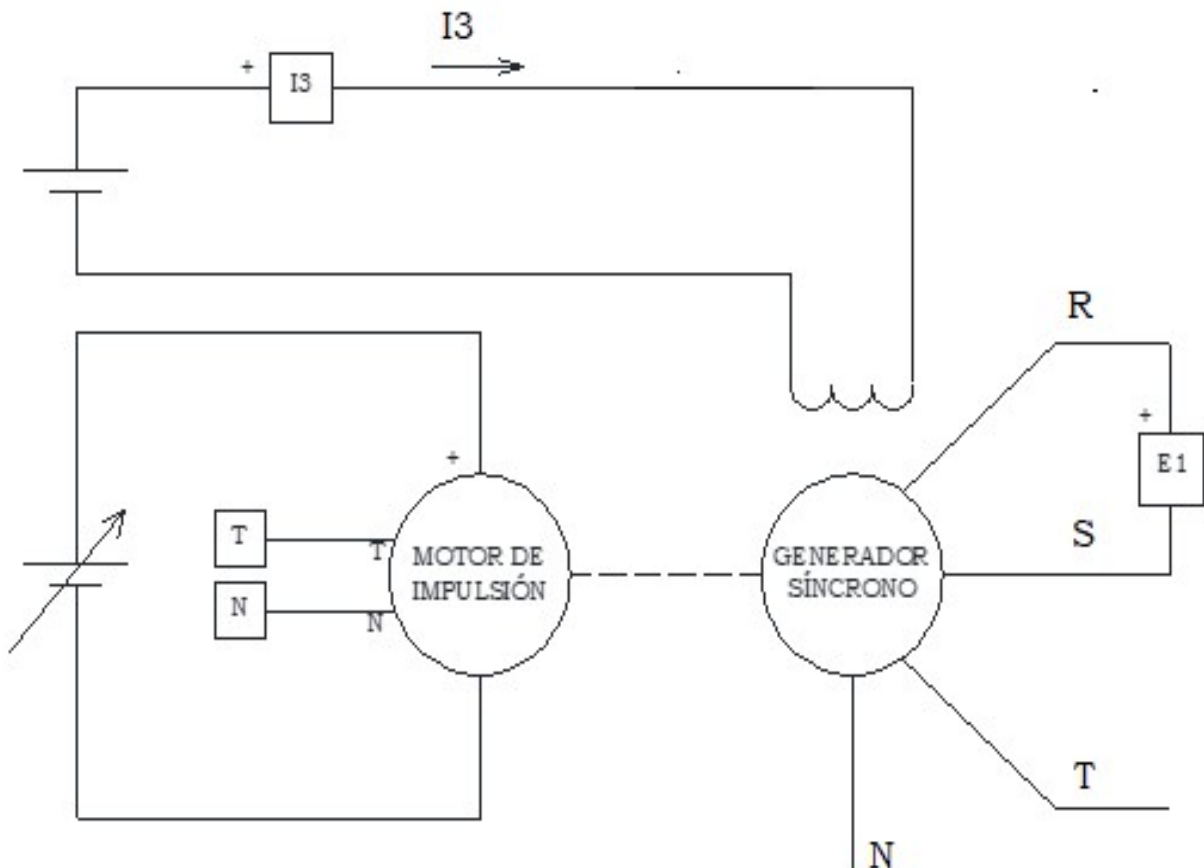 I3
+
I3
R
+
E1
+
S
T
T
MOTOR DE
IMPULSIÓN
GENERADOR
SÍNCRONO
N
N
T
N